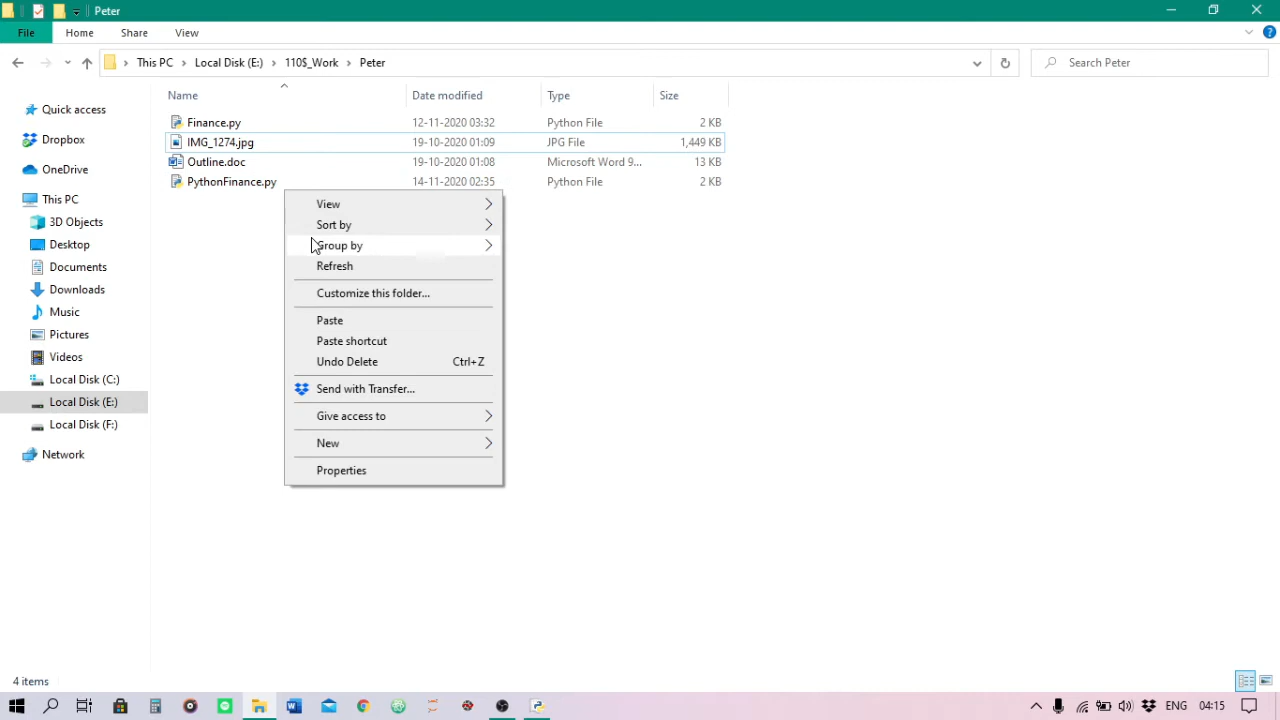 Peter
File Home Share View
This PC Local Disk (E:) 110$_Work Peter Search Peter
Name Date modified Type Size
Quick access
Dropbox
OneDrive
This PC
3D Objects
Desktop
Documents
Downloads
Music
Pictures
Videos
Local Disk (C:)
Local Disk (E:)
Local Disk (F:)
Network
Finance.py 12-11-2020 03:32 Python File 2 KB
IMG_1274.jpg 19-10-2020 01:09 JPG File 1,449 KB
Outline.doc 19-10-2020 01:08 Microsoft Word 9... 13 KB
PythonFinance.py 14-11-2020 02:35 Python File 2 KB
View
Sort by
Group by
Refresh
Customize this folder...
Paste
Paste shortcut
Undo Delete Ctrl+Z
Send with Transfer...
Give access to
New
Properties
4 items
ENG 04:15